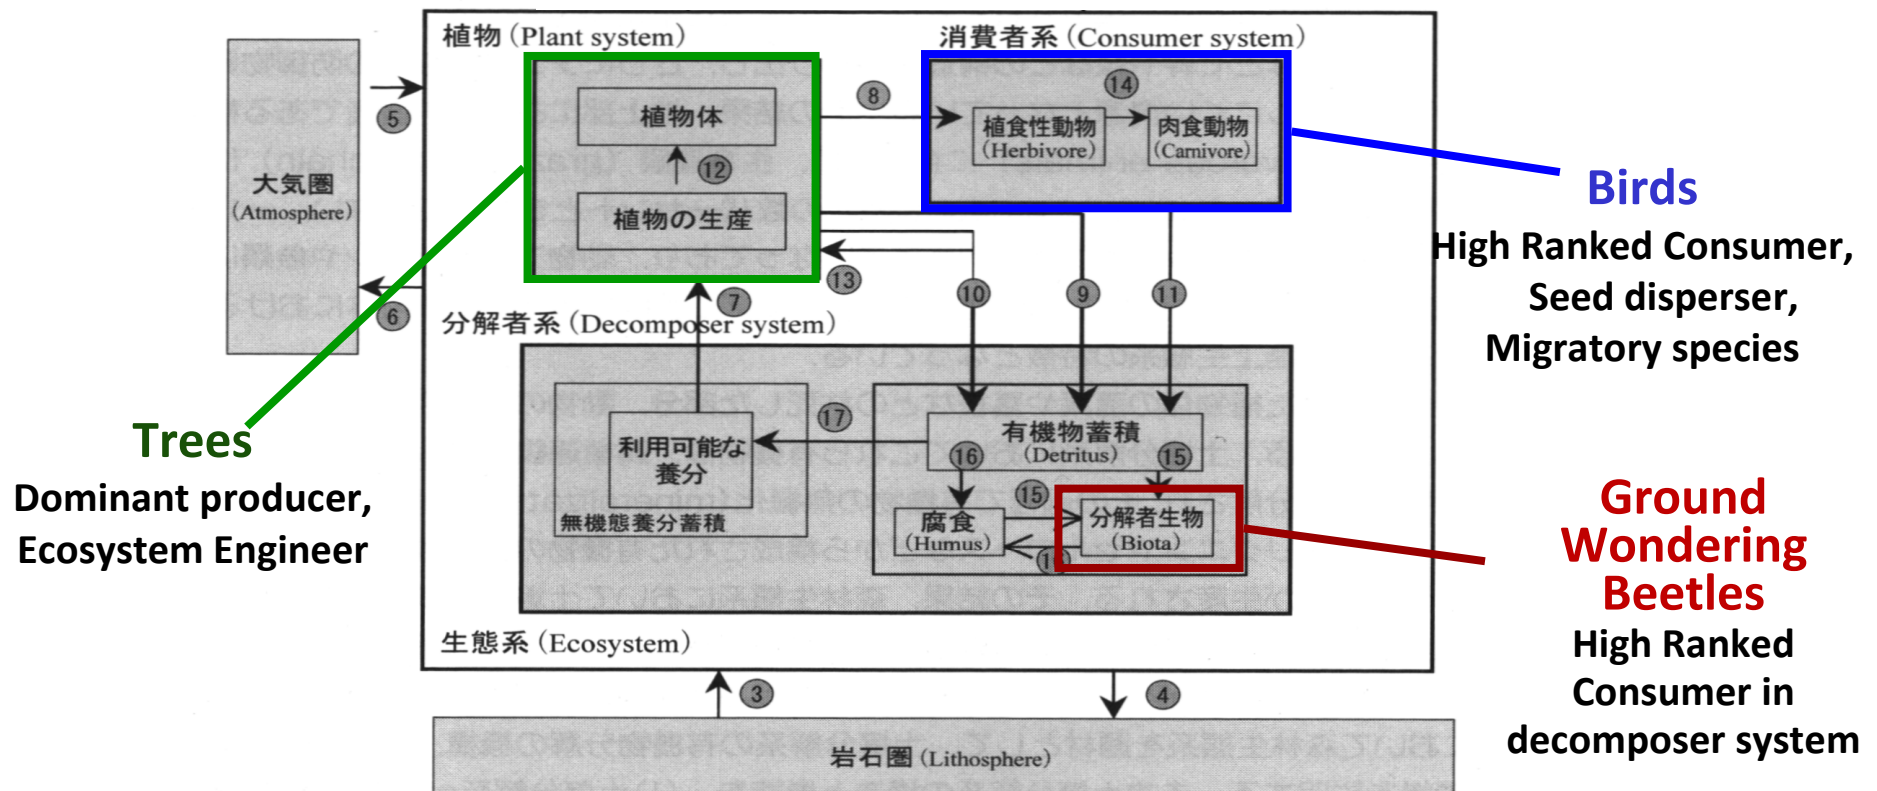 植物 (Plant system)
消費者系 (Consumer system)
⑤
植物体
⑧
⑭
植食性動物
(Herbivore)
肉食動物
(Carnivore)
⑫
大気圏
(Atmosphere)
植物の生産
Birds
High Ranked Consumer,
Seed disperser,
Migratory species
⑬
⑥
⑦
⑩
⑨
⑪
分解者系 (Decomposer system)
Trees
Dominant producer,
Ecosystem Engineer
⑰
利用可能な
養分
無機態養分蓄積
有機物蓄積
(Detritus)
⑯
⑮
⑮
腐食
(Humus)
分解者生物
(Biota)
Ground
Wondering
Beetles
High Ranked
Consumer in
decomposer system
生態系 (Ecosystem)
③
④
岩石圏 (Lithosphere)